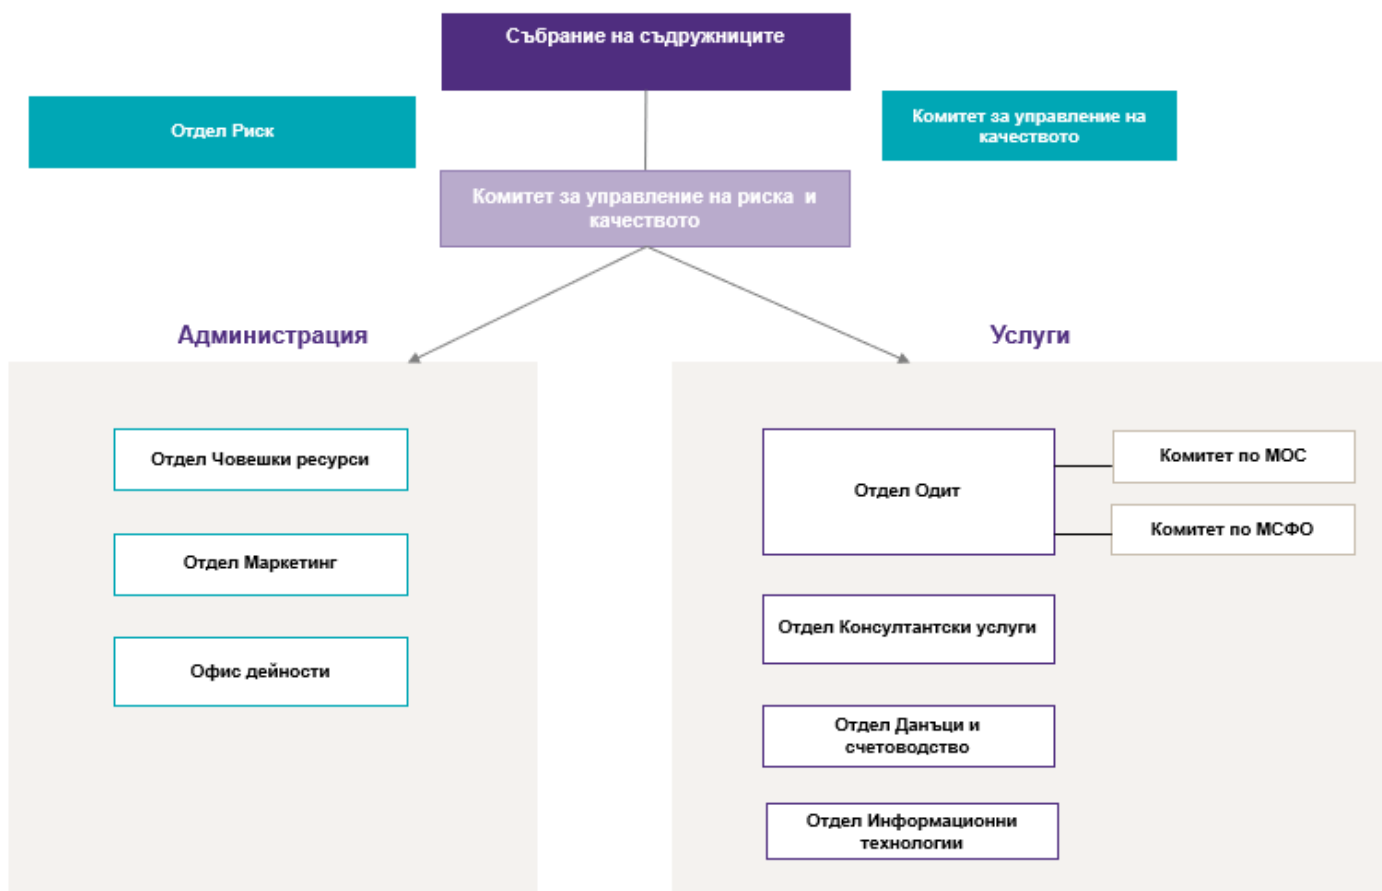 Събрание на съдружниците
Отдел Риск
Комитет за управление на
качеството
Комитет за управление на риска и
качеството
Администрация
Услуги
Отдел Човешки ресурси
Отдел Маркетинг
Офис дейности
Отдел Одит
Комитет по МОС
Комитет по МСФО
Отдел Консултантски услуги
Отдел Данъци и
счетоводство
Отдел Информационни
технологии